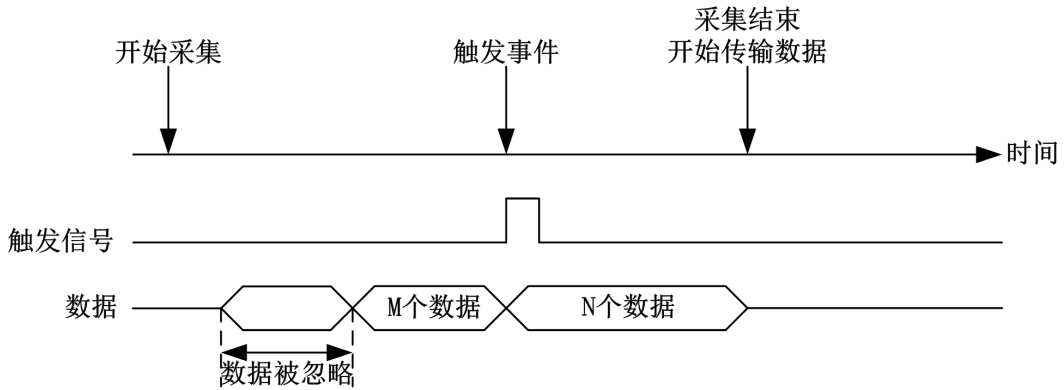 采集结束
开始采集
触发事件
开始传输数据
时间
触发信号
数据
M个数据
N个数据
数据被忽略